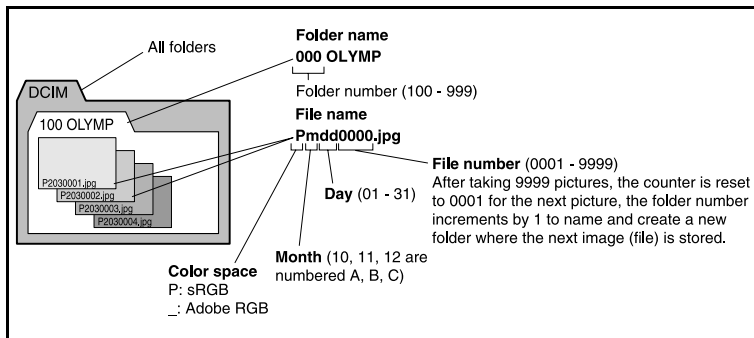 All folders
DCIM
100 OLYMP
P2030001.jpg
P2030002.jpg
P2030003.jpg
P2030004.jpg
Folder name
000 OLYMP
Folder number (100 - 999)
File name
Pmdd0000.jpg
Day (01 - 31)
File number (0001 - 9999)
After taking 9999 pictures, the counter is reset
to 0001 for the next picture, the folder number
increments by 1 to name and create a new
folder where the next image (file) is stored.
Month (10, 11, 12 are
numbered A, B, C)
Color space
P: sRGB
_: Adobe RGB